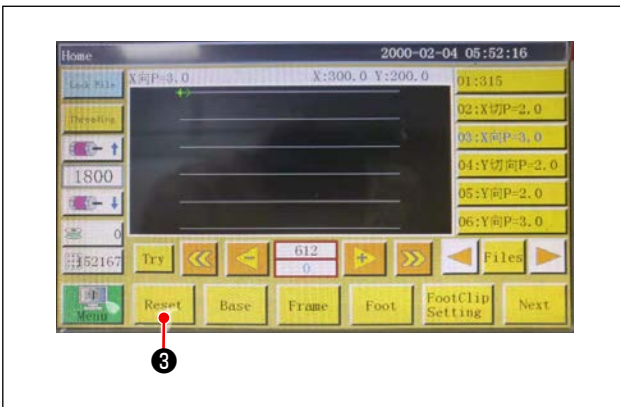 Home 2000-02-04 05:52:16
Lock File X向P=3.0 X:300.0 Y:200.0 01:315
Threading 02:X切P=2.0
03:X向P=3.0
1800 04:Y切向P=2.0
05:Y向P=2.0
0 06:Y向P=3.0
152167 Try 612 Files
0
Menu Reset Base Frame Foot FootClip Setting Next
3